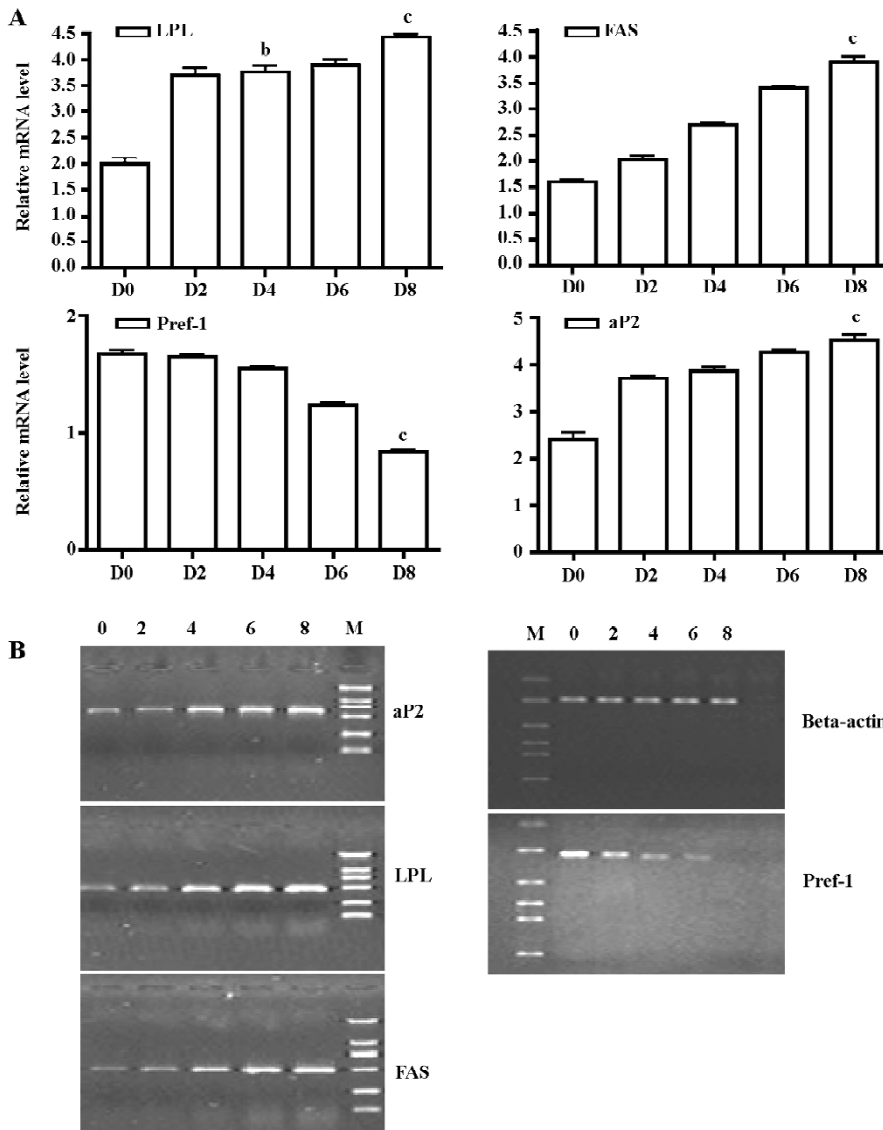 A
LPL
Relative mRNA level
4.5
4.0
3.5
3.0
2.5
2.0
1.5
1.0
0.5
0.0
b
c
D0 D2 D4 D6 D8
FAS
4.5
4.0
3.5
3.0
2.5
2.0
1.5
1.0
0.5
0.0
c
D0 D2 D4 D6 D8
Pref-1
Relative mRNA level
2
1
0
c
D0 D2 D4 D6 D8
aP2
5
4
3
2
1
0
c
D0 D2 D4 D6 D8
B
0 2 4 6 8 M
aP2
LPL
FAS
M 0 2 4 6 8
Beta-actin
Pref-1